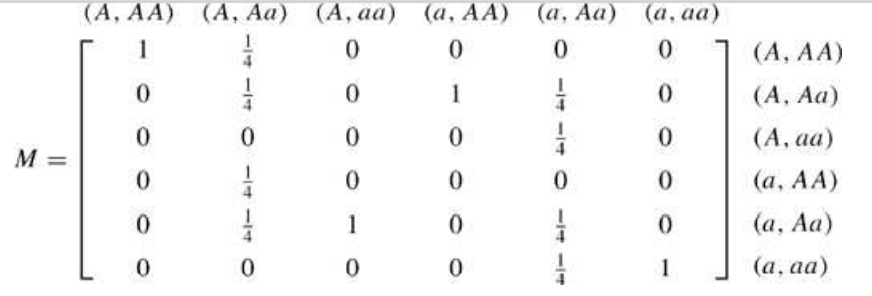 (A, AA) (A, Aa) (A, aa) (a, AA) (a, Aa) (a, aa)
1 1/4 0 0 0 0 (A, AA)
0 1/4 0 1 1/4 0 (A, Aa)
0 0 0 0 1/4 0 (A, aa)
M =
0 1/4 0 0 0 0 (a, AA)
0 1/4 1 0 1/4 0 (a, Aa)
0 0 0 0 1/4 1 (a, aa)